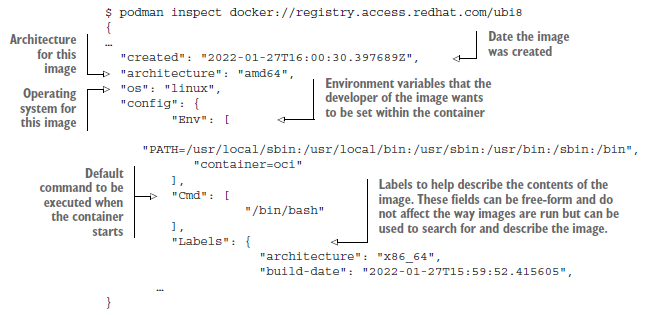 $ podman inspect docker://registry.access.redhat.com/ubi8
{
…
Architecture
for this
image
Date the image
was created
"created": "2022-01-27T16:00:30.397689Z",
"architecture": "amd64",
Operating
system for
this image
"os": "linux",
"config": {
"Env": [
Environment variables that the
developer of the image wants
to be set within the container
"PATH=/usr/local/sbin:/usr/local/bin:/usr/sbin:/usr/bin:/sbin:/bin",
"container=oci"
],
Default
command to be
executed when
the container
starts
"Cmd": [
"/bin/bash"
],
Labels to help describe the contents of the
image. These fields can be free-form and do
not affect the way images are run but can be
used to search for and describe the image.
"Labels": {
"architecture": "x86_64",
"build-date": "2022-01-27T15:59:52.415605",
…
}